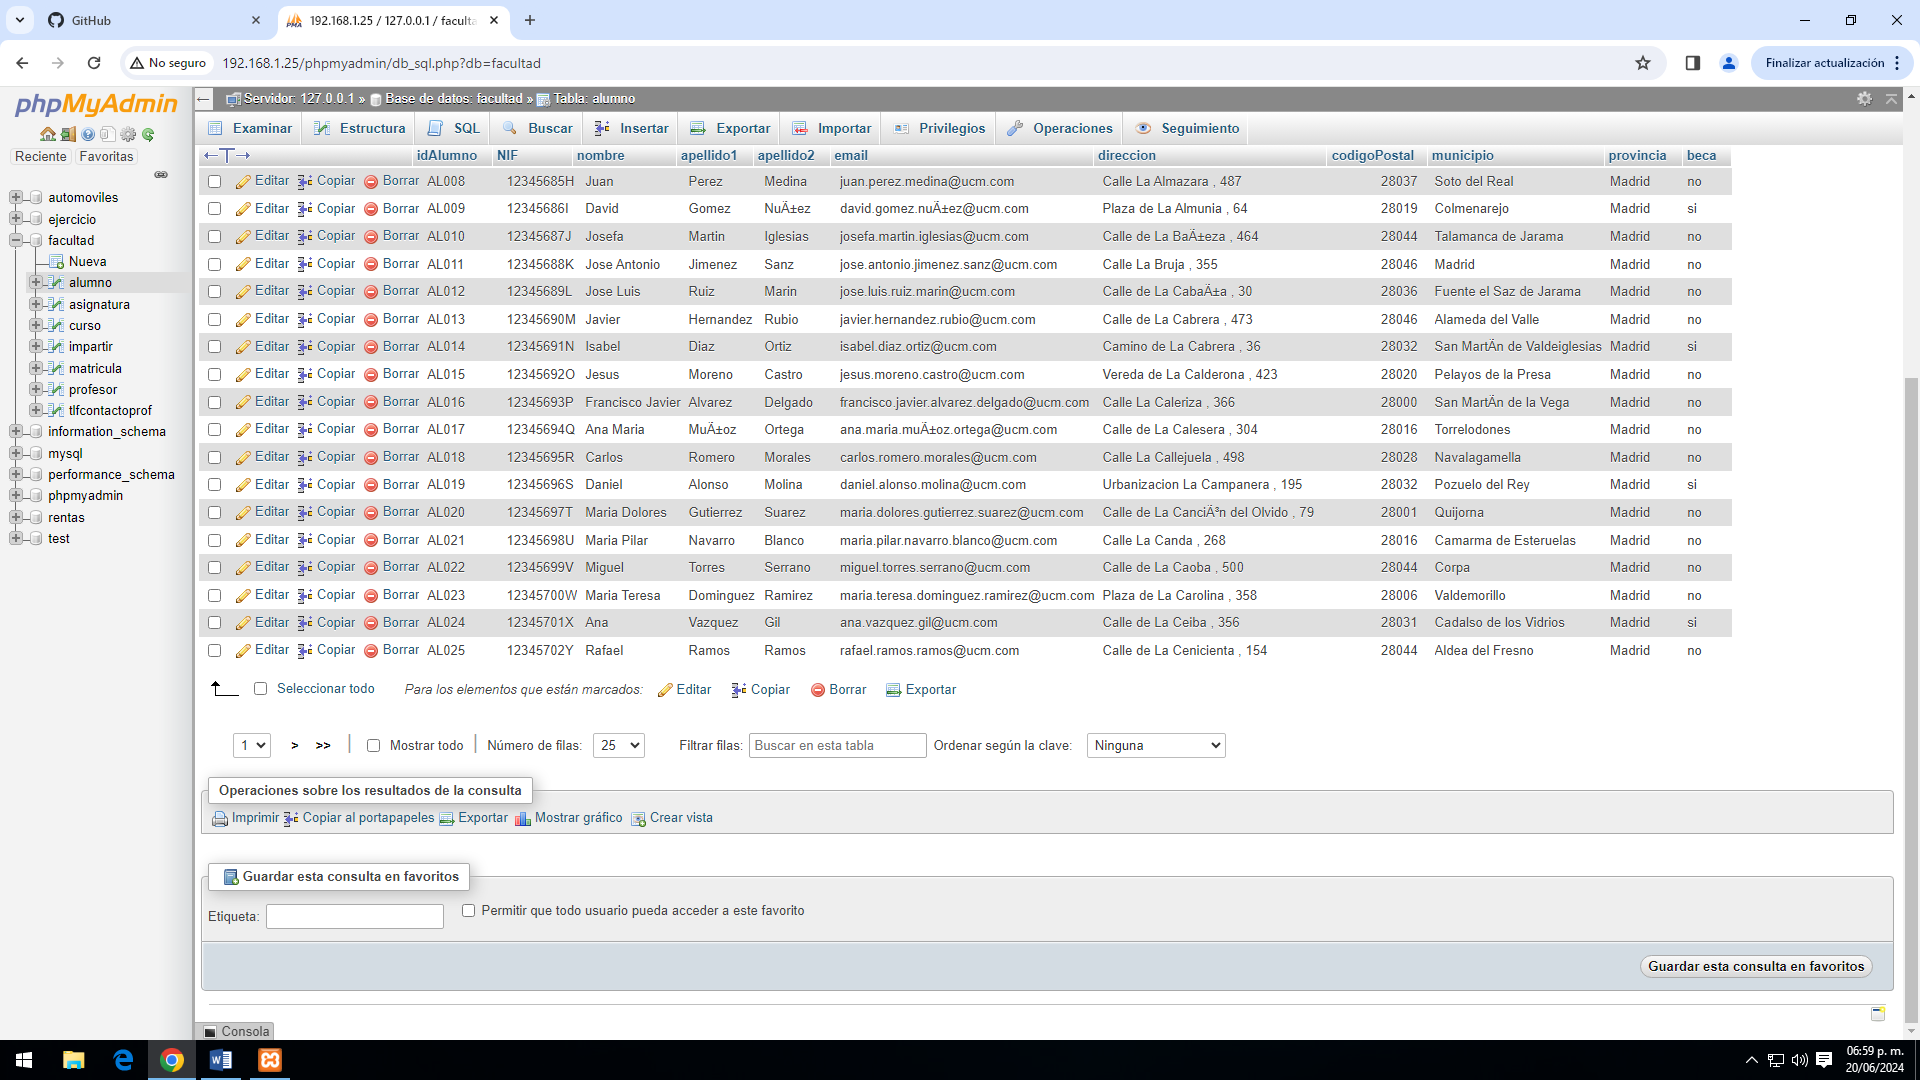 GitHub
192.168.1.25 / 127.0.0.1 / faculta
No seguro 192.168.1.25/phpmyadmin/db_sql.php?db=facultad Finalizar actualización
phpMyAdmin
Reciente Favoritas
automoviles
ejercicio
facultad
Nueva
alumno
asignatura
curso
impartir
matricula
profesor
tlfcontactoprof
information_schema
mysql
performance_schema
phpmyadmin
rentas
test
Servidor: 127.0.0.1 » Base de datos: facultad » Tabla: alumno
Examinar Estructura SQL Buscar Insertar Exportar Importar Privilegios Operaciones Seguimiento
←T→ idAlumno NIF nombre apellido1 apellido2 email direccion codigoPostal municipio provincia beca
Editar Copiar Borrar AL008 12345685H Juan Perez Medina juan.perez.medina@ucm.com Calle La Almazara , 487 28037 Soto del Real Madrid no
Editar Copiar Borrar AL009 12345686I David Gomez NuÃ±ez david.gomez.nuÃ±ez@ucm.com Plaza de La Almunia , 64 28019 Colmenarejo Madrid si
Editar Copiar Borrar AL010 12345687J Josefa Martin Iglesias josefa.martin.iglesias@ucm.com Calle de La BaÃ±eza , 464 28044 Talamanca de Jarama Madrid no
Editar Copiar Borrar AL011 12345688K Jose Antonio Jimenez Sanz jose.antonio.jimenez.sanz@ucm.com Calle La Bruja , 355 28046 Madrid Madrid no
Editar Copiar Borrar AL012 12345689L Jose Luis Ruiz Marin jose.luis.ruiz.marin@ucm.com Calle de La CabaÃ±a , 30 28036 Fuente el Saz de Jarama Madrid no
Editar Copiar Borrar AL013 12345690M Javier Hernandez Rubio javier.hernandez.rubio@ucm.com Calle de La Cabrera , 473 28046 Alameda del Valle Madrid no
Editar Copiar Borrar AL014 12345691N Isabel Diaz Ortiz isabel.diaz.ortiz@ucm.com Camino de La Cabrera , 36 28032 San MartÃn de Valdeiglesias Madrid si
Editar Copiar Borrar AL015 12345692O Jesus Moreno Castro jesus.moreno.castro@ucm.com Vereda de La Calderona , 423 28020 Pelayos de la Presa Madrid no
Editar Copiar Borrar AL016 12345693P Francisco Javier Alvarez Delgado francisco.javier.alvarez.delgado@ucm.com Calle La Caleriza , 366 28000 San MartÃn de la Vega Madrid no
Editar Copiar Borrar AL017 12345694Q Ana Maria MuÃ±oz Ortega ana.maria.muÃ±oz.ortega@ucm.com Calle de La Calesera , 304 28016 Torrelodones Madrid no
Editar Copiar Borrar AL018 12345695R Carlos Romero Morales carlos.romero.morales@ucm.com Calle La Callejuela , 498 28028 Navalagamella Madrid no
Editar Copiar Borrar AL019 12345696S Daniel Alonso Molina daniel.alonso.molina@ucm.com Urbanizacion La Campanera , 195 28032 Pozuelo del Rey Madrid si
Editar Copiar Borrar AL020 12345697T Maria Dolores Gutierrez Suarez maria.dolores.gutierrez.suarez@ucm.com Calle de La CanciÃ³n del Olvido , 79 28001 Quijorna Madrid no
Editar Copiar Borrar AL021 12345698U Maria Pilar Navarro Blanco maria.pilar.navarro.blanco@ucm.com Calle La Canda , 268 28016 Camarma de Esteruelas Madrid no
Editar Copiar Borrar AL022 12345699V Miguel Torres Serrano miguel.torres.serrano@ucm.com Calle de La Caoba , 500 28044 Corpa Madrid no
Editar Copiar Borrar AL023 12345700W Maria Teresa Dominguez Ramirez maria.teresa.dominguez.ramirez@ucm.com Plaza de La Carolina , 358 28006 Valdemorillo Madrid no
Editar Copiar Borrar AL024 12345701X Ana Vazquez Gil ana.vazquez.gil@ucm.com Calle de La Ceiba , 356 28031 Cadalso de los Vidrios Madrid si
Editar Copiar Borrar AL025 12345702Y Rafael Ramos Ramos rafael.ramos.ramos@ucm.com Calle de La Cenicienta , 154 28044 Aldea del Fresno Madrid no
Seleccionar todo Para los elementos que están marcados: Editar Copiar Borrar Exportar
1 > >> | Mostrar todo | Número de filas: 25 Filtrar filas: Buscar en esta tabla Ordenar según la clave: Ninguna
Operaciones sobre los resultados de la consulta
Imprimir Copiar al portapapeles Exportar Mostrar gráfico Crear vista
Guardar esta consulta en favoritos
Etiqueta: Permitir que todo usuario pueda acceder a este favorito
Guardar esta consulta en favoritos
Consola
06:59 p. m.
20/06/2024